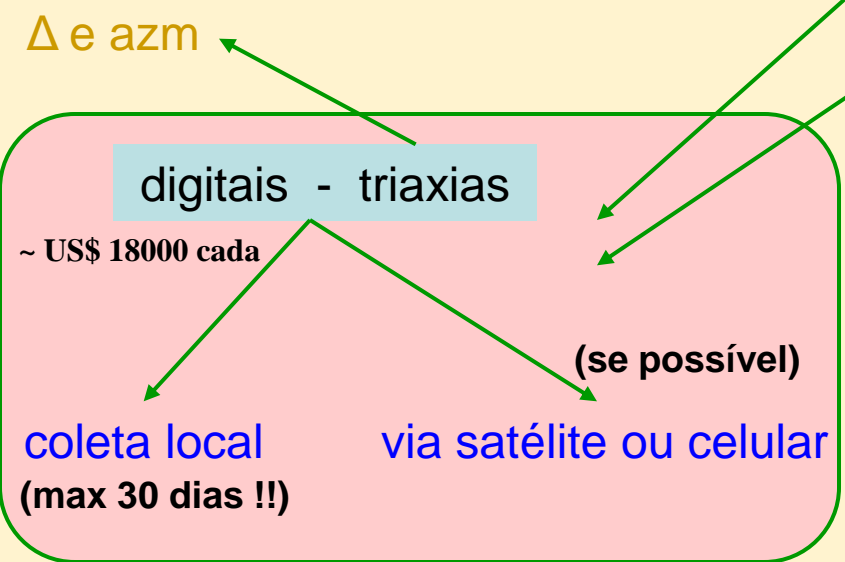 Δ e azm
digitais - triaxias
~ US$ 18000 cada
(se possível)
coleta local via satélite ou celular
(max 30 dias !!)